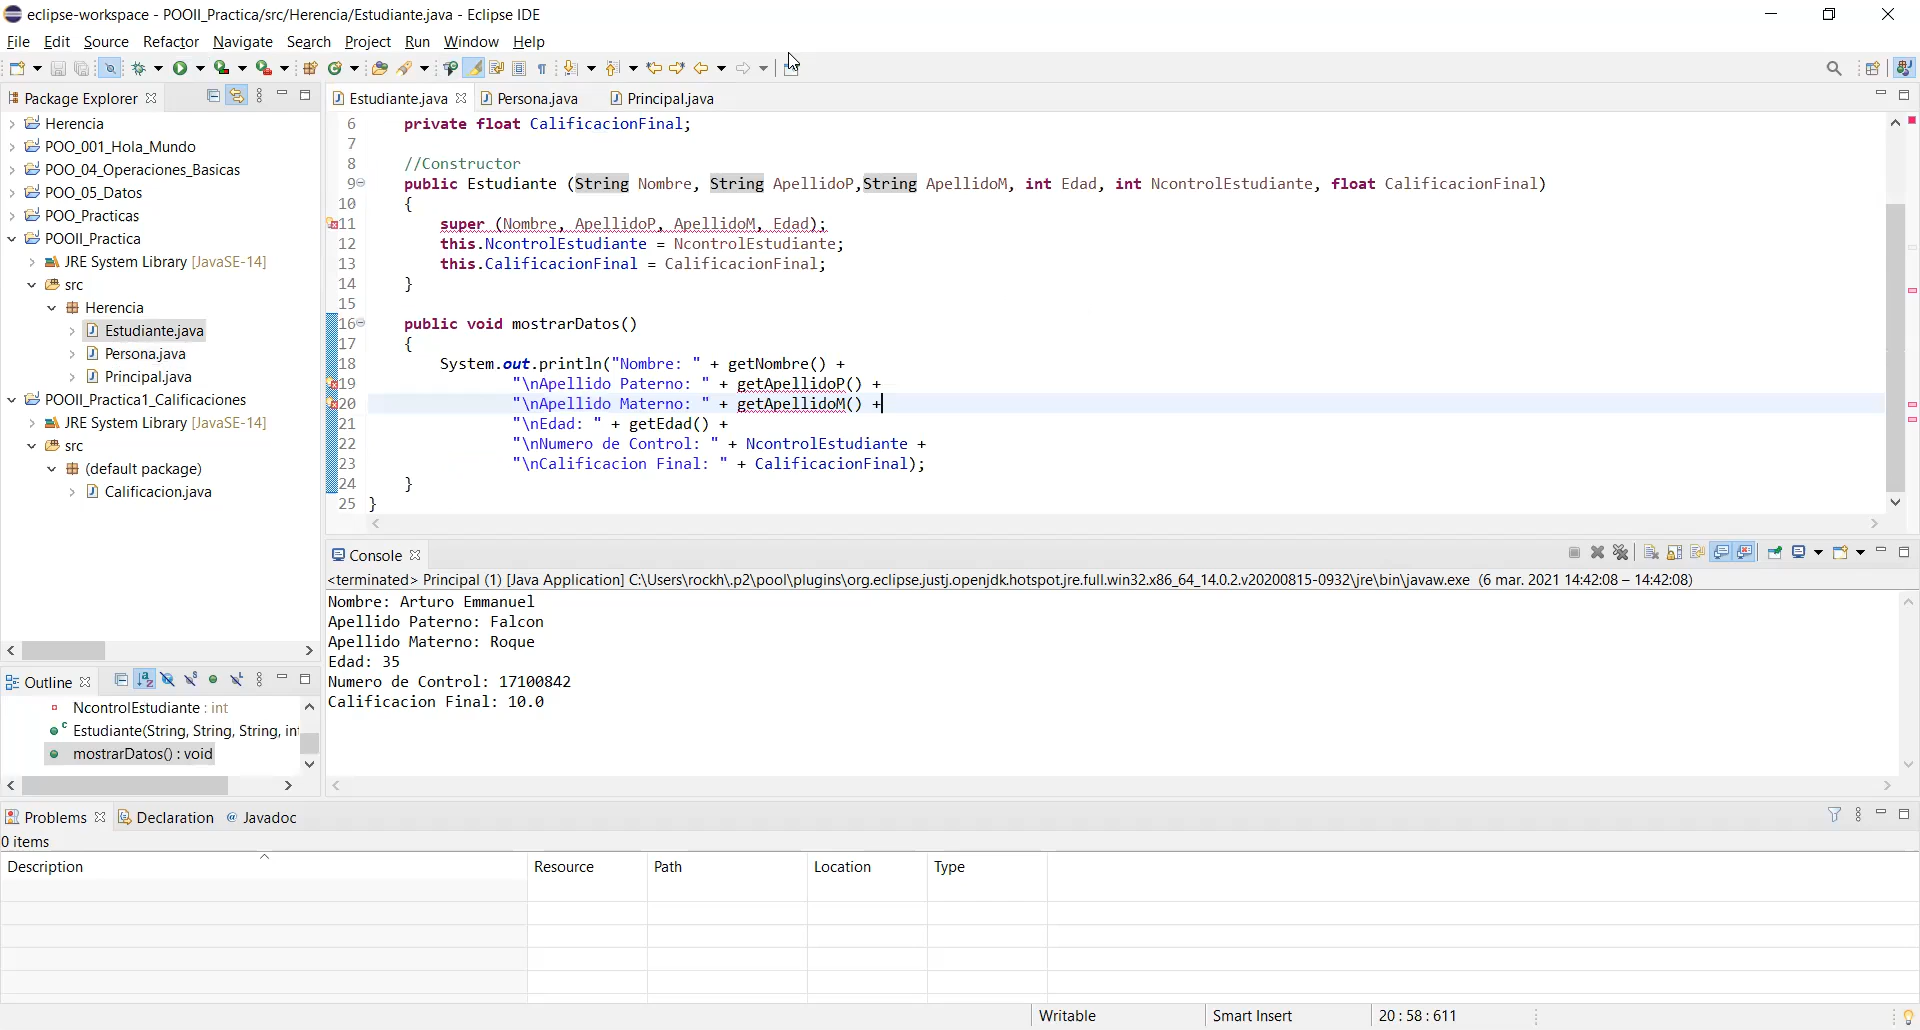 eclipse-workspace - POOII_Practica/src/Herencia/Estudiante.java - Eclipse IDE
File Edit Source Refactor Navigate Search Project Run Window Help
Package Explorer
Herencia
POO_001_Hola_Mundo
POO_04_Operaciones_Basicas
POO_05_Datos
POO_Practicas
POOII_Practica
JRE System Library [JavaSE-14]
src
Herencia
Estudiante.java
Persona.java
Principal.java
POOII_Practica1_Calificaciones
JRE System Library [JavaSE-14]
src
(default package)
Calificacion.java
Outline
NcontrolEstudiante : int
Estudiante(String, String, String, int
mostrarDatos() : void
Estudiante.java Persona.java Principal.java
6 private float CalificacionFinal;
7
8 //Constructor
9 public Estudiante (String Nombre, String ApellidoP,String ApellidoM, int Edad, int NcontrolEstudiante, float CalificacionFinal)
10 {
11 super (Nombre, ApellidoP, ApellidoM, Edad);
12 this.NcontrolEstudiante = NcontrolEstudiante;
13 this.CalificacionFinal = CalificacionFinal;
14 }
15
16 public void mostrarDatos()
17 {
18 System.out.println("Nombre: " + getNombre() +
19 "\nApellido Paterno: " + getApellidoP() +
20 "\nApellido Materno: " + getApellidoM() +
21 "\nEdad: " + getEdad() +
22 "\nNumero de Control: " + NcontrolEstudiante +
23 "\nCalificacion Final: " + CalificacionFinal);
24 }
25 }
Console
<terminated> Principal (1) [Java Application] C:\Users\rockh\.p2\pool\plugins\org.eclipse.justj.openjdk.hotspot.jre.full.win32.x86_64_14.0.2.v20200815-0932\jre\bin\javaw.exe (6 mar. 2021 14:42:08 – 14:42:08)
Nombre: Arturo Emmanuel
Apellido Paterno: Falcon
Apellido Materno: Roque
Edad: 35
Numero de Control: 17100842
Calificacion Final: 10.0
Problems @ Declaration Javadoc
0 items
Description Resource Path Location Type
Writable Smart Insert 20 : 58 : 611